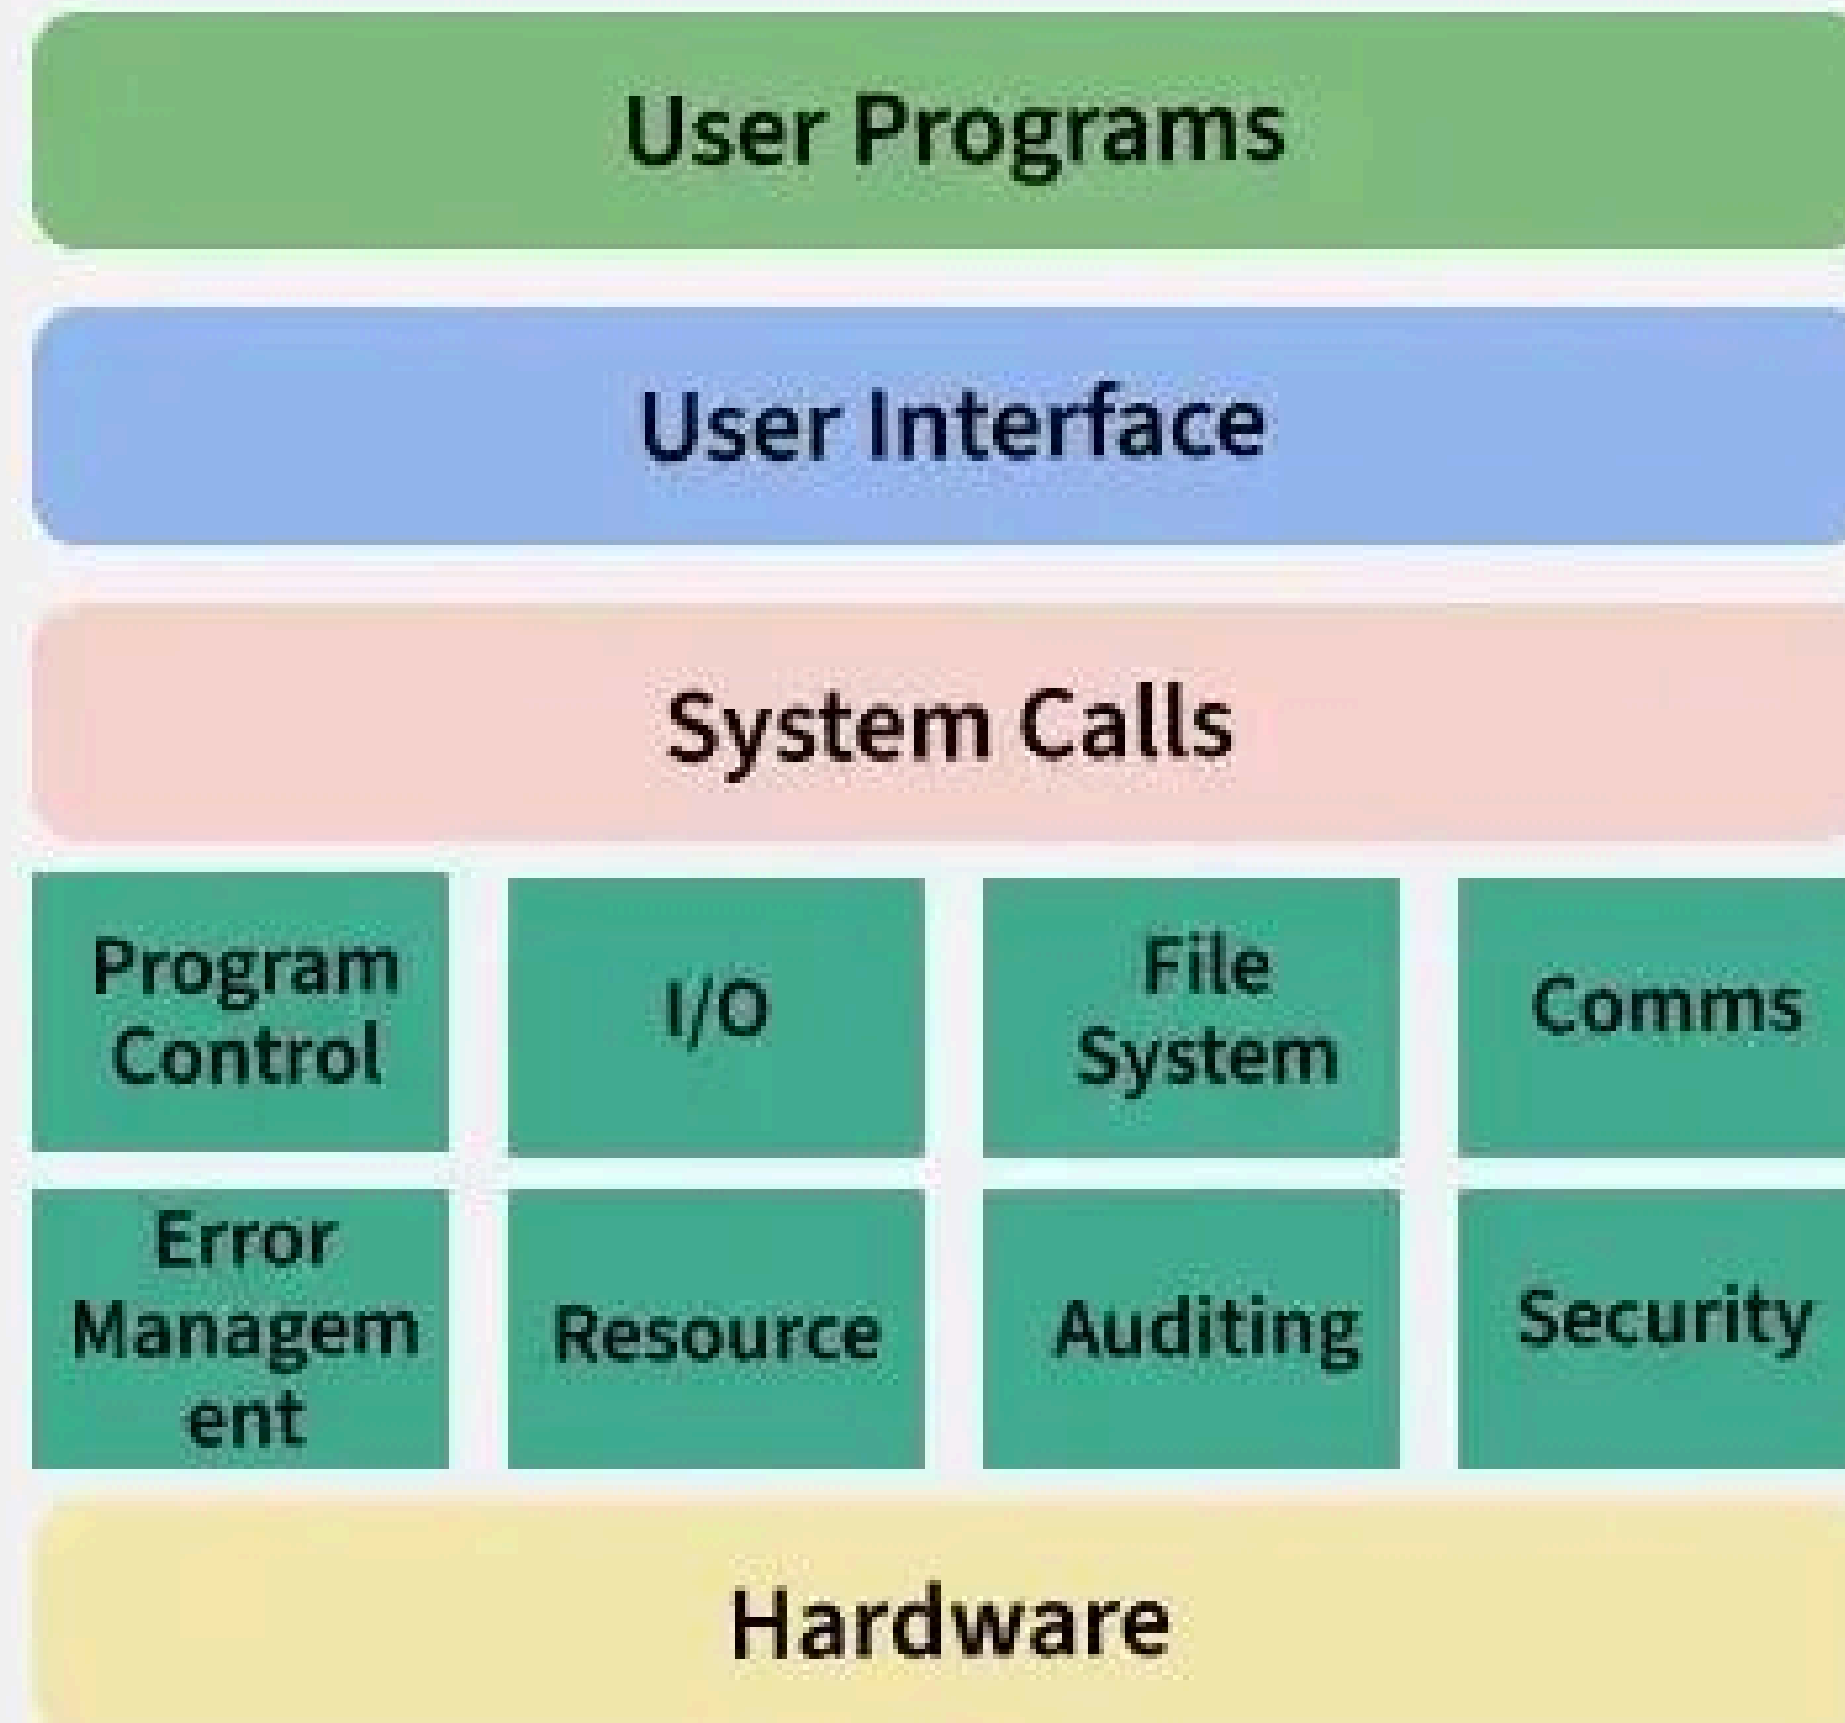 User Programs
User Interface
System Calls
Program
Control
I/O
File
System
Comms
Error
Managem
ent
Resource
Auditing
Security
Hardware